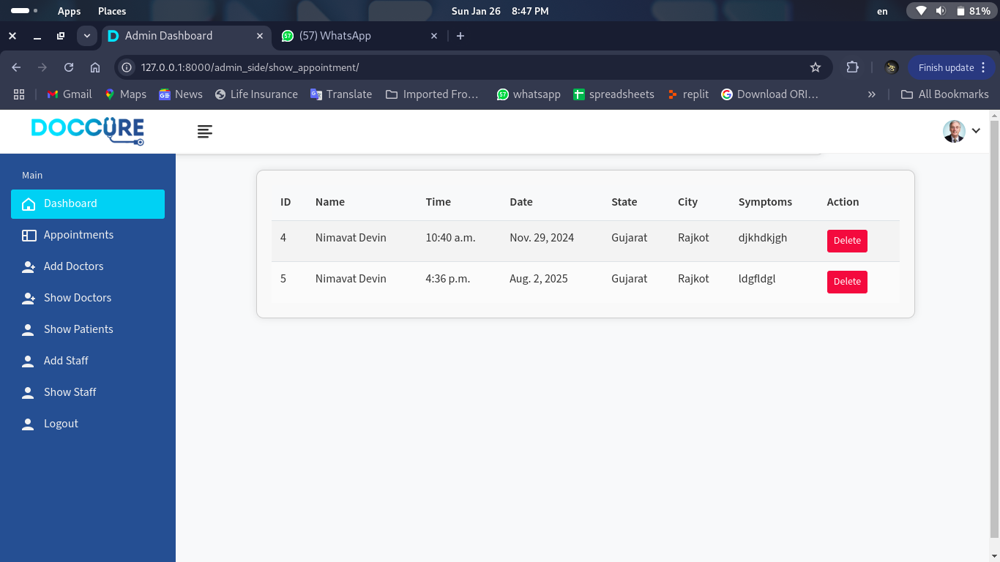 Apps Places Sun Jan 26 8:47 PM en 81%
Admin Dashboard (57) WhatsApp
127.0.0.1:8000/admin_side/show_appointment/ Finish update
Gmail Maps News Life Insurance Translate Imported Fro... whatsapp spreadsheets replit Download ORI... All Bookmarks
DOCCURE
Main
Dashboard
Appointments
Add Doctors
Show Doctors
Show Patients
Add Staff
Show Staff
Logout
ID Name Time Date State City Symptoms Action
4 Nimavat Devin 10:40 a.m. Nov. 29, 2024 Gujarat Rajkot djkhdkjgh Delete
5 Nimavat Devin 4:36 p.m. Aug. 2, 2025 Gujarat Rajkot ldgfldgl Delete